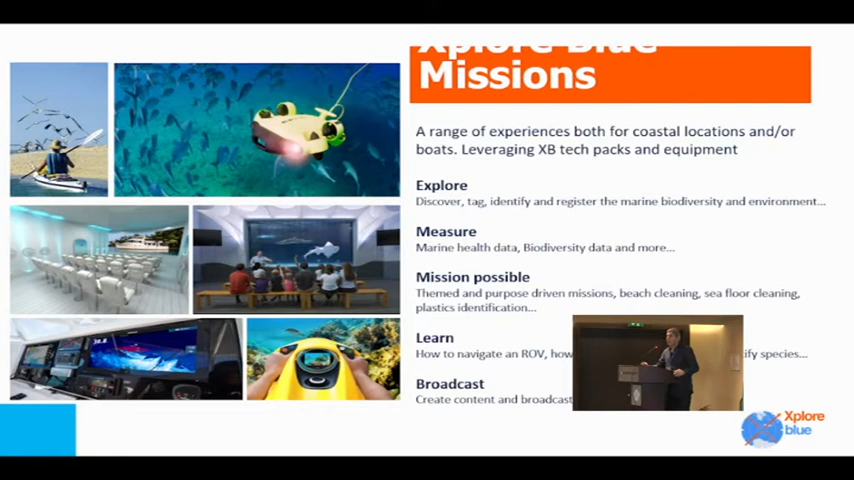 Xplore Blue
Missions
A range of experiences both for coastal locations and/or
boats. Leveraging XB tech packs and equipment
Explore
Discover, tag, identify and register the marine biodiversity and environment...
Measure
Marine health data, Biodiversity data and more...
Mission possible
Themed and purpose driven missions, beach cleaning, sea floor cleaning,
plastics identification...
Learn
How to navigate an ROV, how species...
Broadcast
Create content and broadcast
Xplore
blue